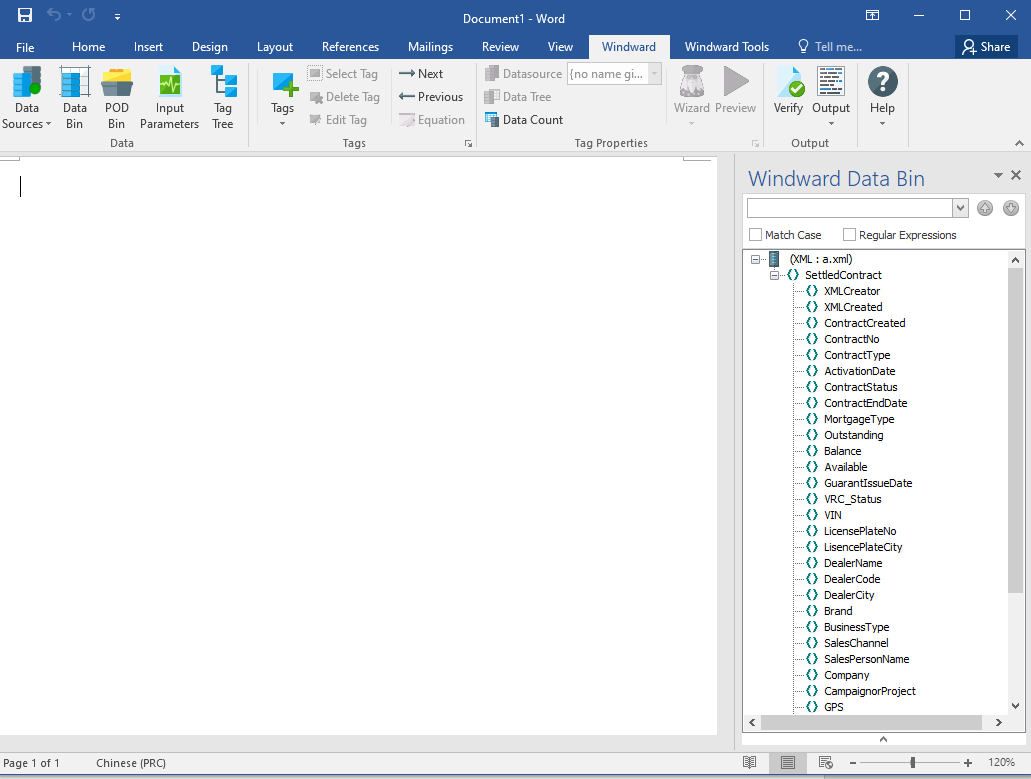 Document1 - Word
File Home Insert Design Layout References Mailings Review View Windward Windward Tools Tell me... Share
Data Sources
Data Bin
POD Bin
Input Parameters
Tag Tree
Data
Tags
Select Tag
Delete Tag
Edit Tag
Next
Previous
Equation
Tags
Datasource {no name gi...
Data Tree
Data Count
Wizard
Preview
Tag Properties
Verify
Output
Output
Help
Windward Data Bin
Match Case Regular Expressions
(XML : a.xml)
SettledContract
XMLCreator
XMLCreated
ContractCreated
ContractNo
ContractType
ActivationDate
ContractStatus
ContractEndDate
MortgageType
Outstanding
Balance
Available
GuarantIssueDate
VRC_Status
VIN
LicensePlateNo
LisencePlateCity
DealerName
DealerCode
DealerCity
Brand
BusinessType
SalesChannel
SalesPersonName
Company
CampaignorProject
GPS
Page 1 of 1 Chinese (PRC) 120%